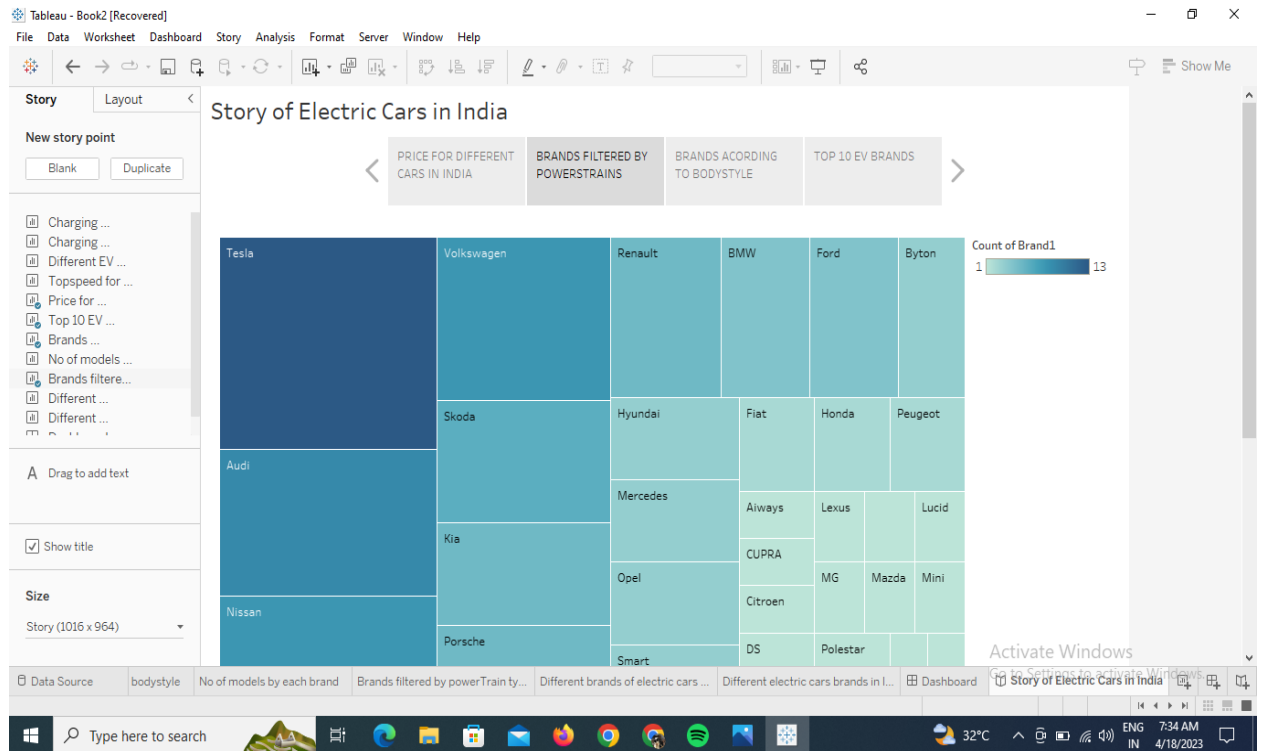 Tableau - Book2 [Recovered]
File Data Worksheet Dashboard Story Analysis Format Server Window Help
Show Me
Story Layout
New story point
Blank Duplicate
Charging ...
Charging ...
Different EV ...
Topspeed for ...
Price for ...
Top 10 EV ...
Brands ...
No of models ...
Brands filtere...
Different ...
Different ...
A Drag to add text
Show title
Size
Story (1016 x 964)
Story of Electric Cars in India
PRICE FOR DIFFERENT
CARS IN INDIA
BRANDS FILTERED BY
POWERSTRAINS
BRANDS ACORDING
TO BODYSTYLE
TOP 10 EV BRANDS
Tesla
Audi
Nissan
Volkswagen
Skoda
Kia
Porsche
Renault
BMW
Ford
Byton
Hyundai
Mercedes
Opel
Smart
Fiat
Honda
Peugeot
Aiways
CUPRA
Citroen
DS
Lexus
Lucid
MG
Mazda
Mini
Polestar
Count of Brand1
1 13
Activate Windows
Go to Settings to activate Windows.
Data Source bodystyle No of models by each brand Brands filtered by powerTrain ty... Different brands of electric cars ... Different electric cars brands in I... Dashboard Story of Electric Cars in India
Type here to search
32°C
ENG
IN
7:34 AM
4/18/2023